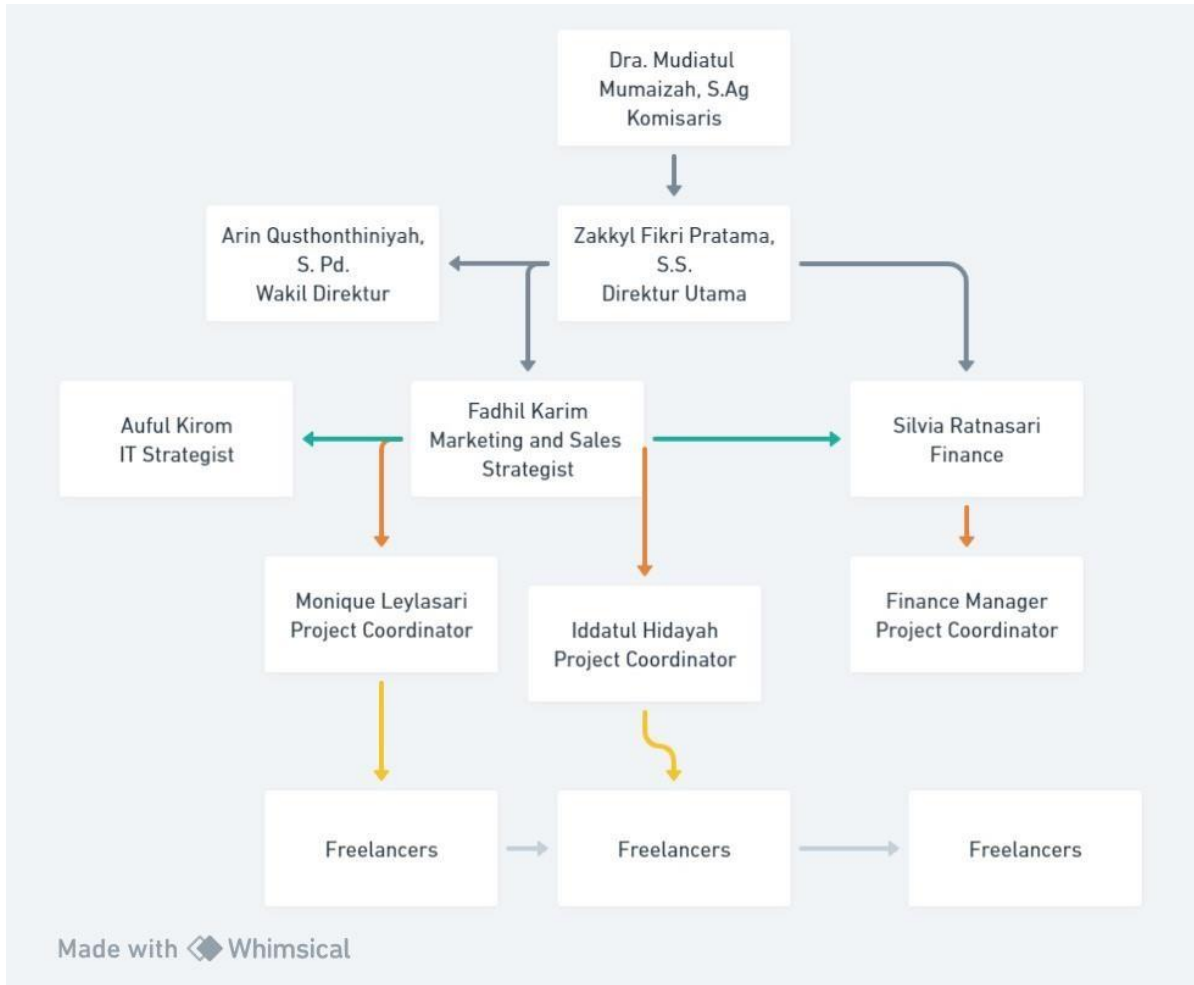 Dra. Mudiatul
Mumaizah, S.Ag
Komisaris
Arin Qusthonthiniyah,
S. Pd.
Wakil Direktur
Zakkyl Fikri Pratama,
S.S.
Direktur Utama
Auful Kirom
IT Strategist
Fadhil Karim
Marketing and Sales
Strategist
Silvia Ratnasari
Finance
Monique Leylasari
Project Coordinator
Iddatul Hidayah
Project Coordinator
Finance Manager
Project Coordinator
Freelancers
Freelancers
Freelancers
Made with Whimsical